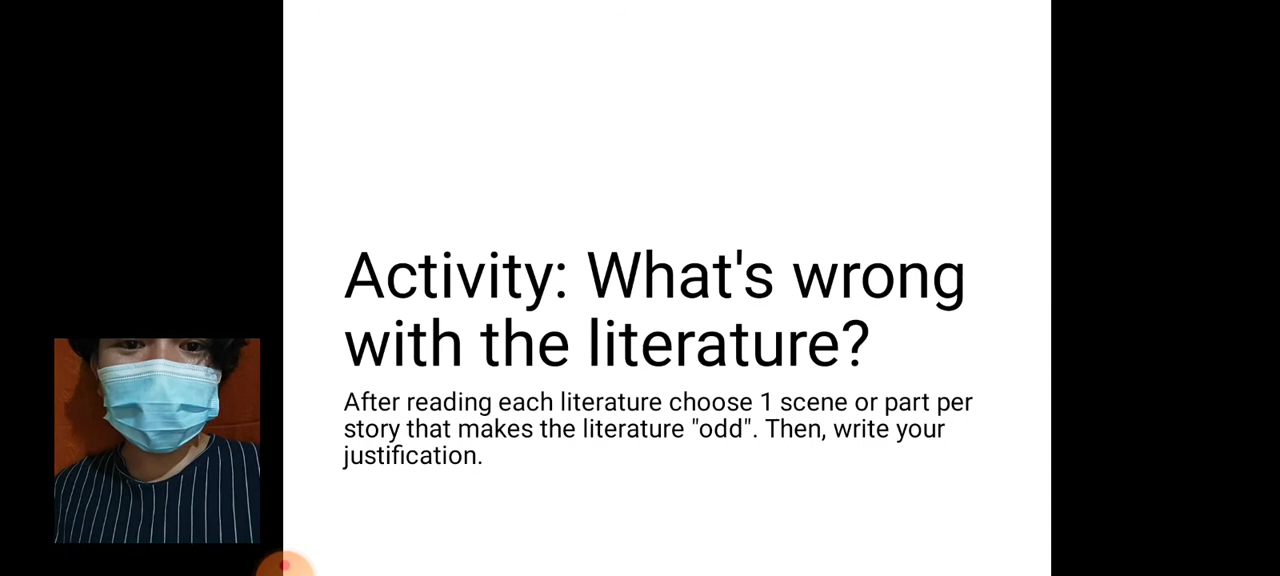 Activity: What's wrong
with the literature?
After reading each literature choose 1 scene or part per
story that makes the literature "odd". Then, write your
justification.